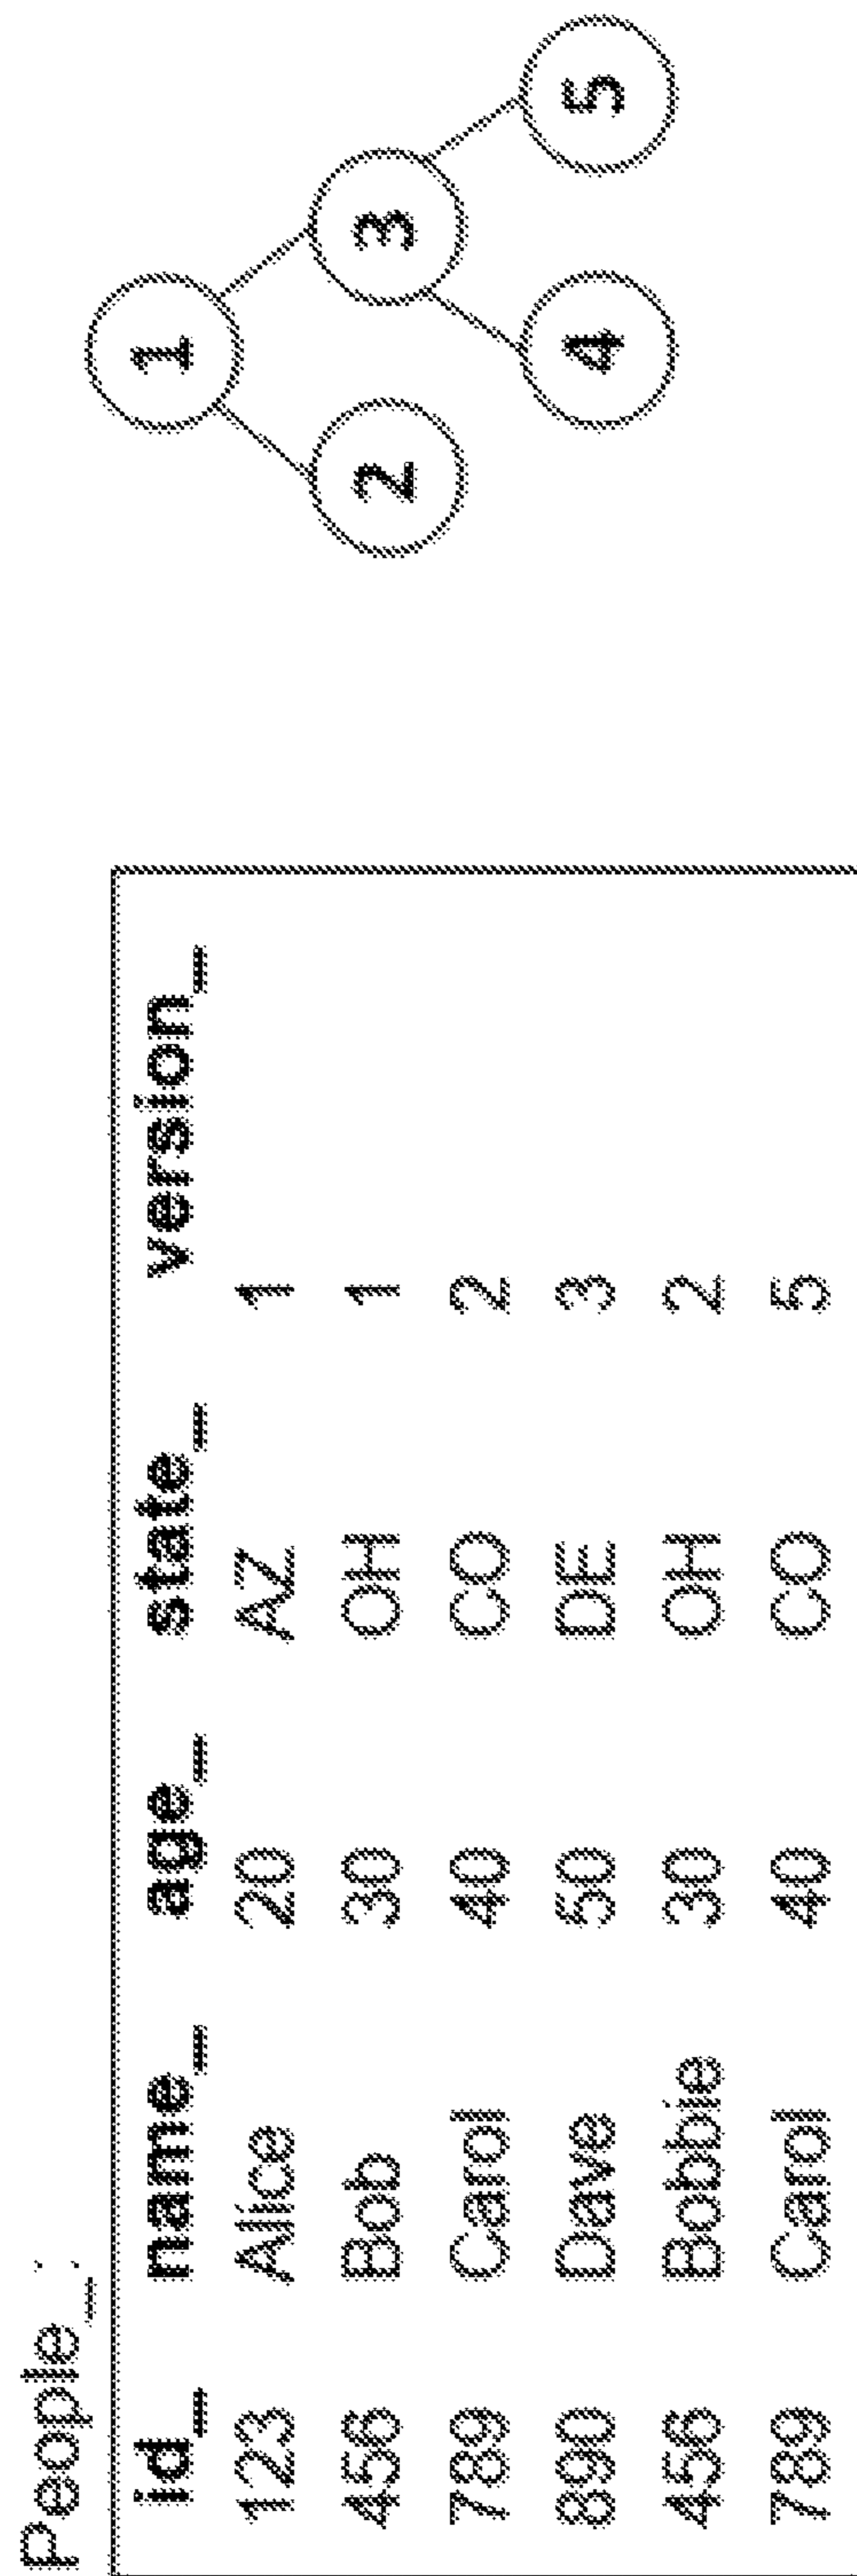 People_:
id_ name_ age_ state_ version_
123 Alice 20 AZ 1
456 Bob 30 OH 1
789 Carol 40 CO 2
890 Dave 50 DE 3
456 Bobbie 30 OH 2
789 Carol 40 CO 5
1
2 3
4 5